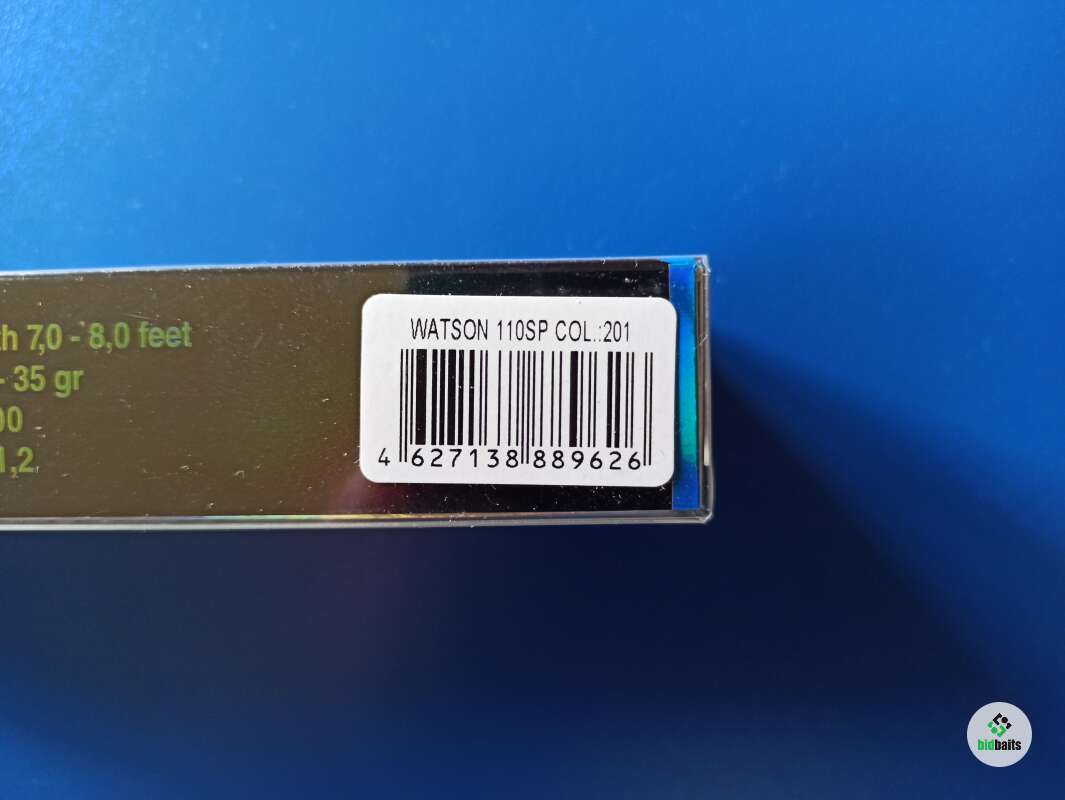 th 7,0 - 8,0 feet
- 35 gr
00
1,2
WATSON 110SP COL.:201
4 627138 889626
bidbaits